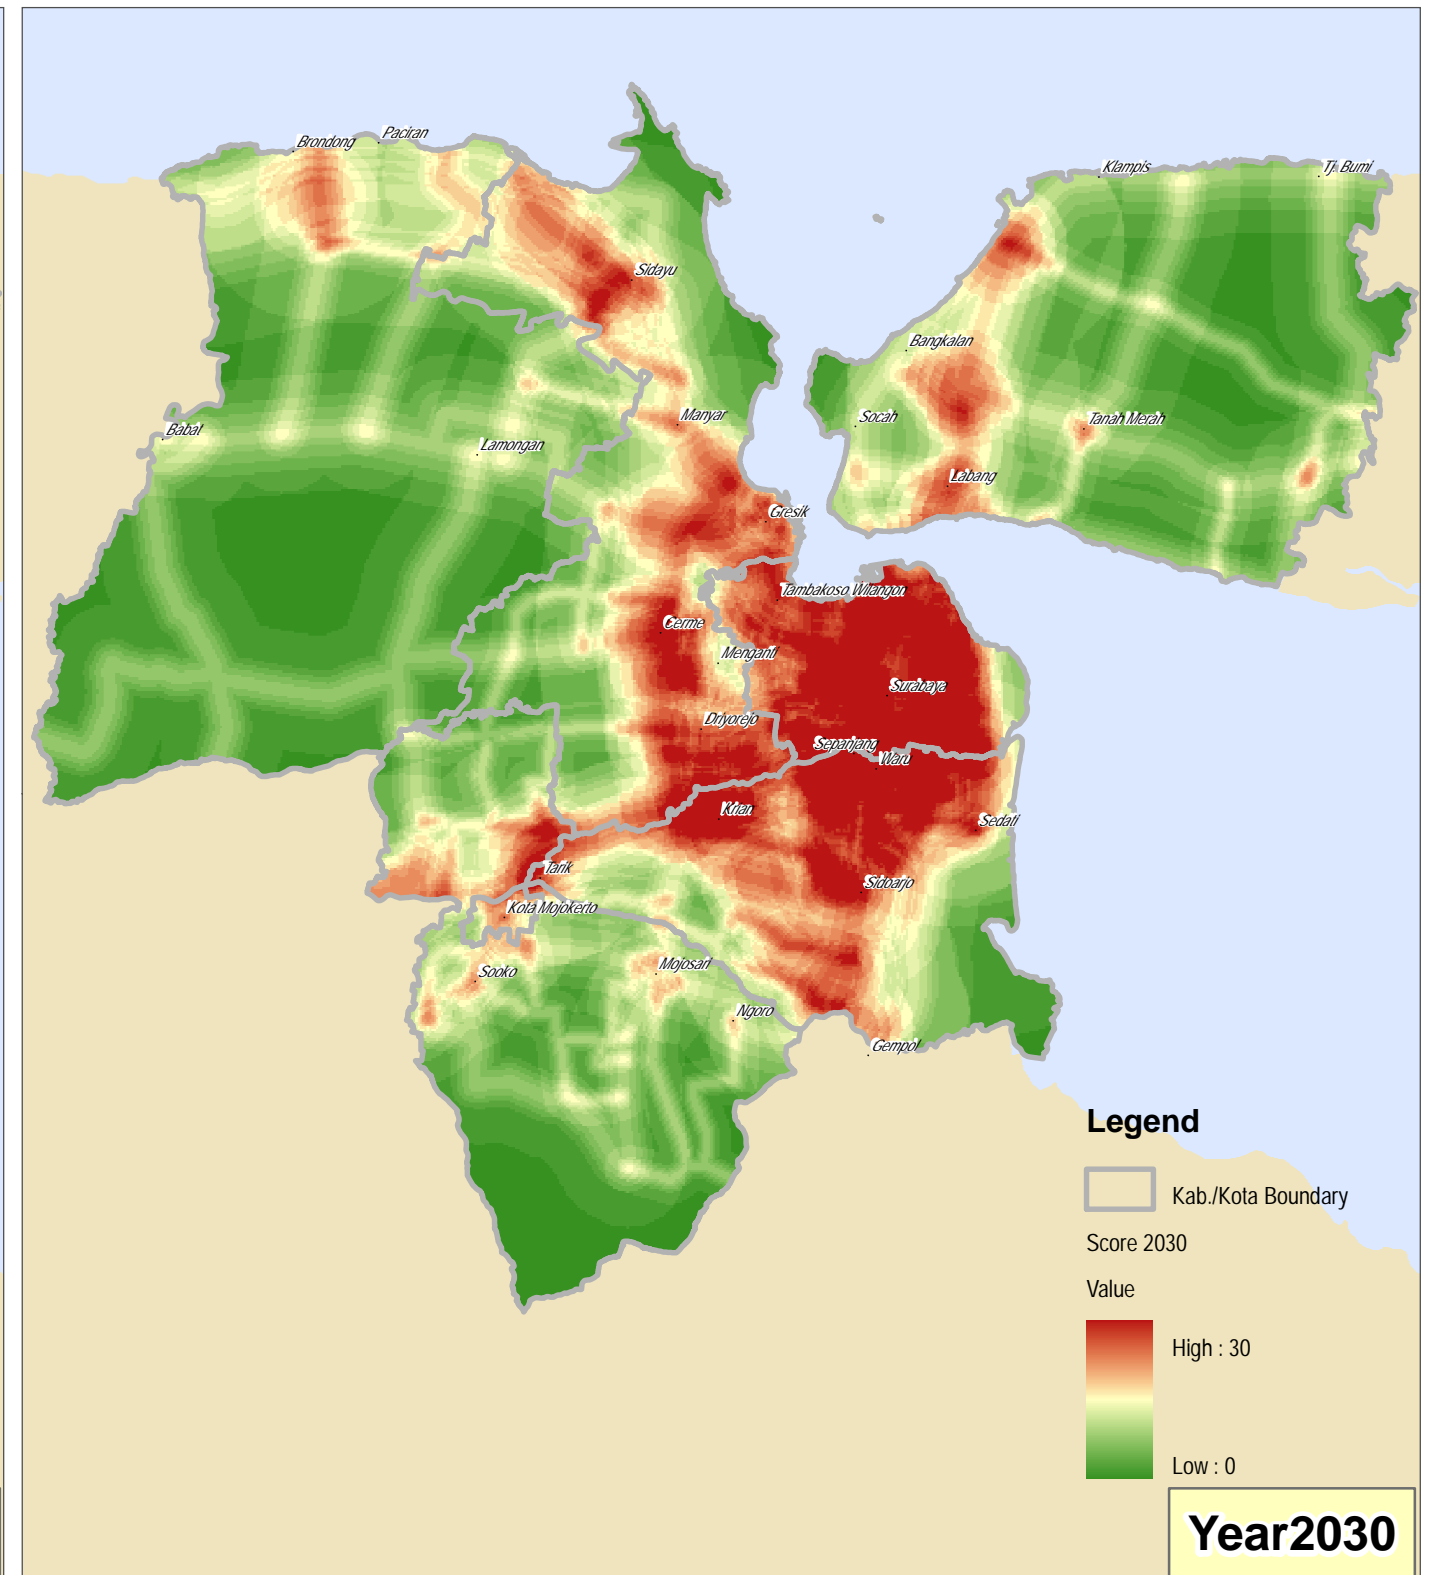 Brondong
Paciran
Klampis
Tj. Bumi
Sidayu
Bangkalan
Manyar
Socah
Tanah Merah
Babat
Lamongan
Labang
Gresik
Tambakoso Wilangon
Cerme
Menganti
Surabaya
Driyorejo
Sepanjang
Waru
Krian
Sedati
Tarik
Sidoarjo
Kota Mojokerto
Sooko
Mojosari
Ngoro
Gempol
Legend
Kab./Kota Boundary
Score 2030
Value
High : 30
Low : 0
Year2030